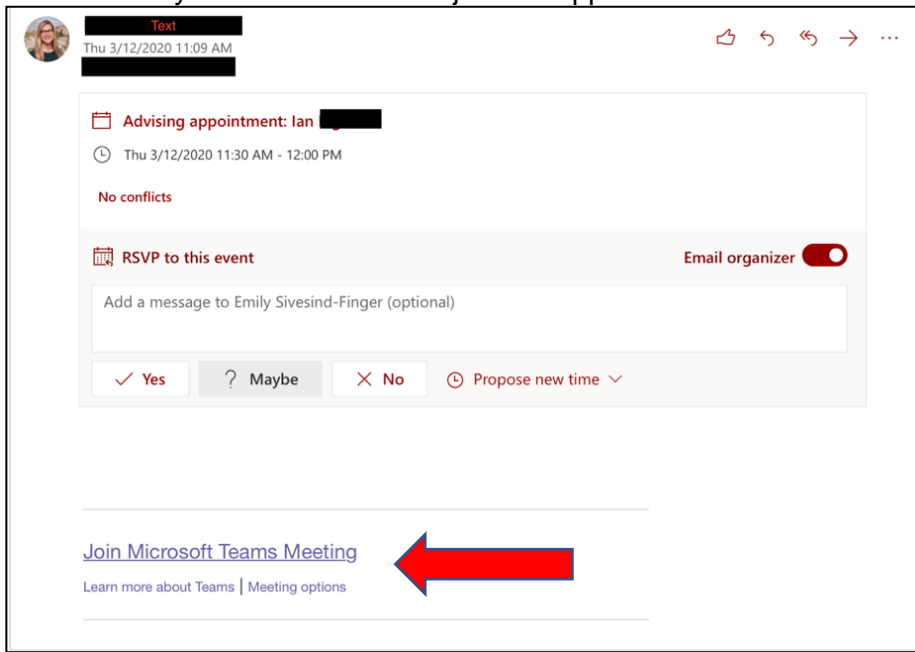 Text
Thu 3/12/2020 11:09 AM
Advising appointment: Ian
Thu 3/12/2020 11:30 AM - 12:00 PM
No conflicts
RSVP to this event Email organizer
Add a message to Emily Sivesind-Finger (optional)
? Maybe
Yes No Propose new time
Join Microsoft Teams Meeting
Learn more about Teams | Meeting options